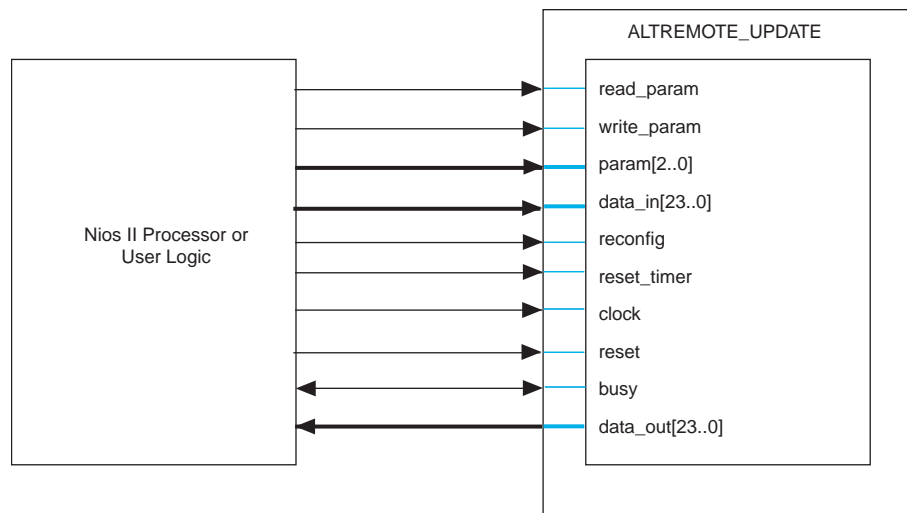 ALTREMOTE_UPDATE
read_param
write_param
param[2..0]
data_in[23..0]
Nios II Processor or
User Logic
reconfig
reset_timer
clock
reset
busy
data_out[23..0]